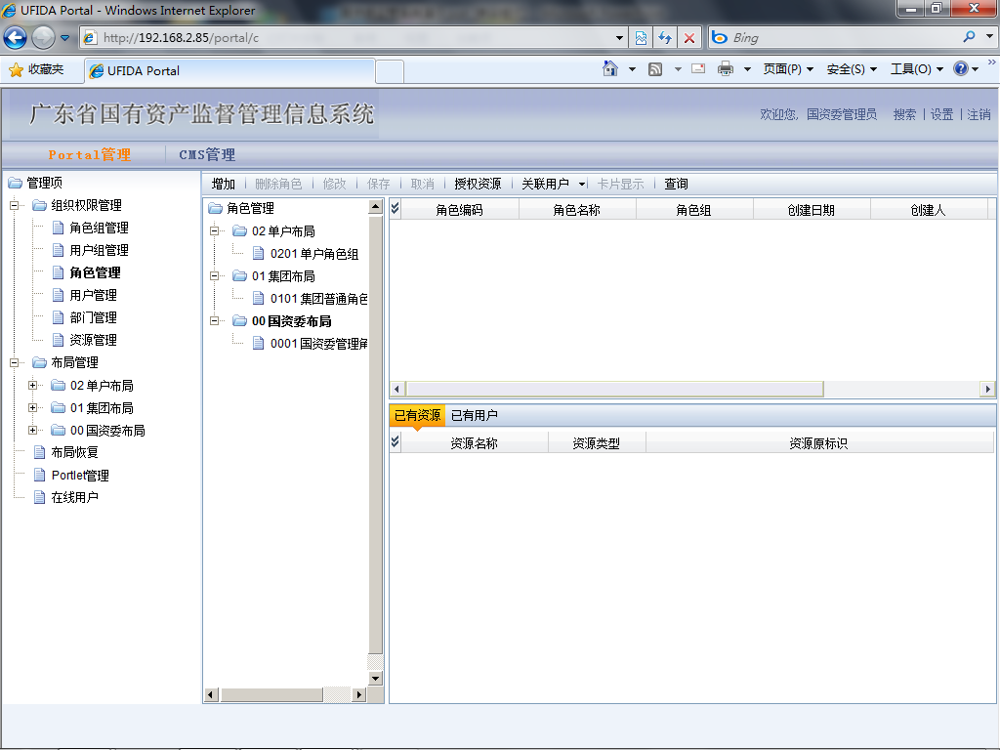 UFIDA Portal - Windows Internet Explorer
http://192.168.2.85/portal/c
Bing
收藏夹
UFIDA Portal
页面(P)
安全(S)
工具(O)
广东省国有资产监督管理信息系统
欢迎您, 国资委管理员 搜索 | 设置 | 注销
Portal管理 CMS管理
管理项
组织权限管理
角色组管理
用户组管理
角色管理
用户管理
部门管理
资源管理
布局管理
02 单户布局
01 集团布局
00 国资委布局
布局恢复
Portlet管理
在线用户
增加 删除角色 修改 保存 取消 授权资源 关联用户 卡片显示 查询
角色管理
02 单户布局
0201 单户角色组
01 集团布局
0101 集团普通角色
00 国资委布局
0001 国资委管理
角色编码 角色名称 角色组 创建日期 创建人
已有资源 已有用户
资源名称 资源类型 资源原标识